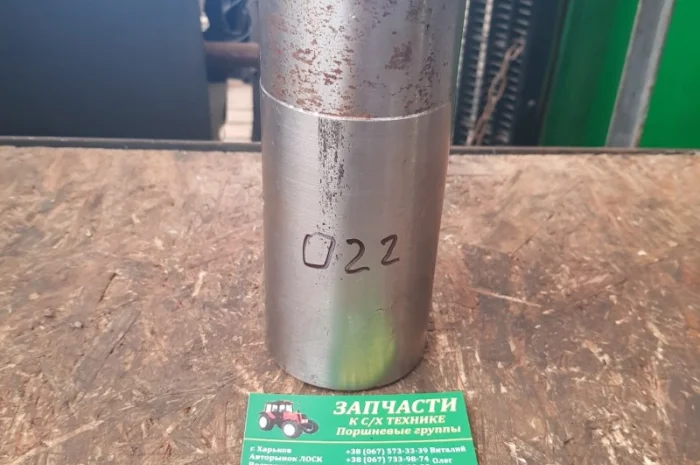 022
ЗАПЧАСТИ
К С/Х ТЕХНИКЕ
Поршневые группы
г. Харьков
Авторынок ЛОСК
+38 (067) 573-33-39 Виталий
+38 (067) 733-98-74 Олег